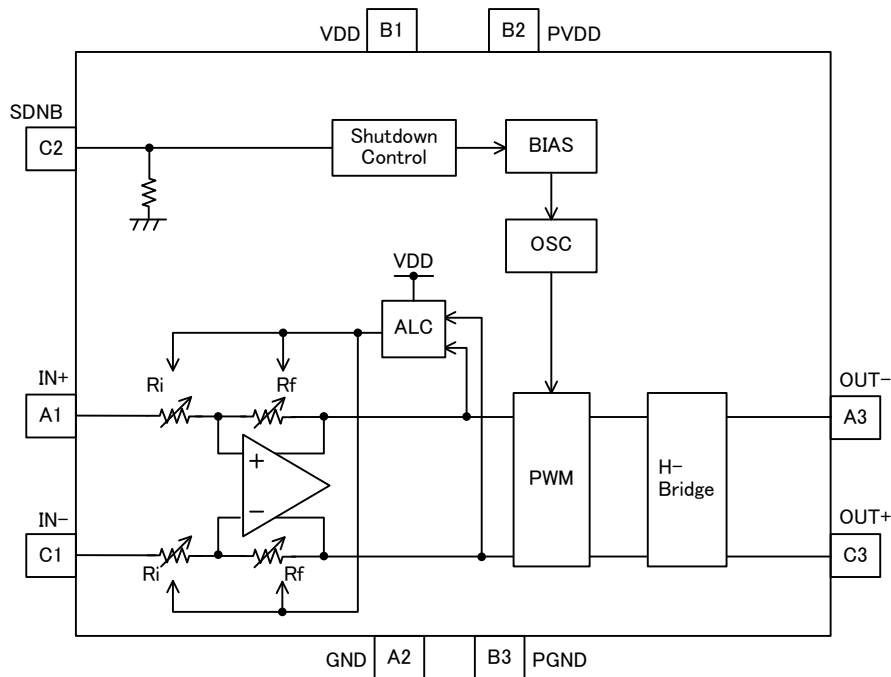 VDD B1 B2 PVDD
SDNB
C2
Shutdown
Control
BIAS
OSC
VDD
ALC
IN+
Ri Rf
OUT-
A1
A3
+
PWM
H-
Bridge
-
IN-
OUT+
C1
C3
Ri Rf
GND A2 B3 PGND